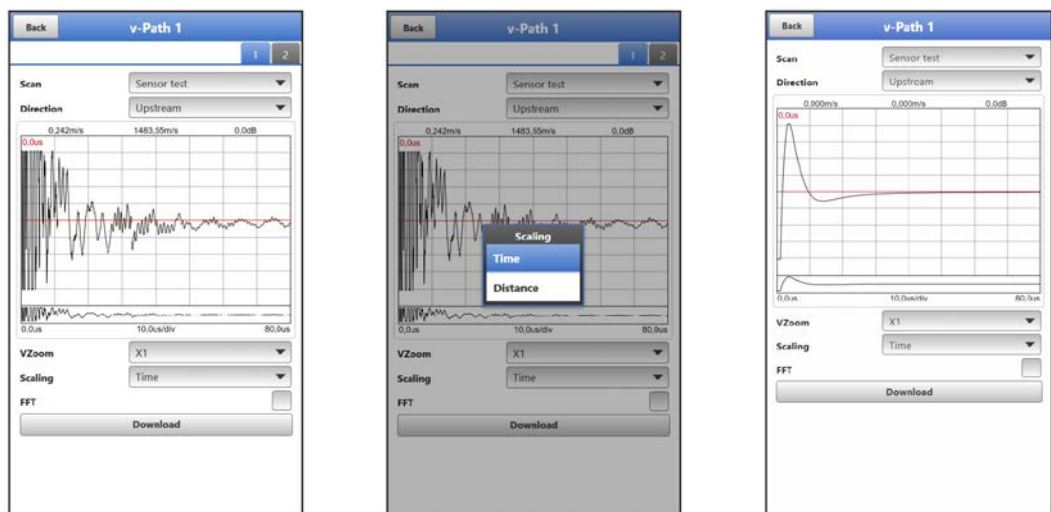 Back v-Path 1
1 2
Scan Sensor test
Direction Upstream
0,242m/s 1483,55m/s 0,0dB
0,0us
0,0us 10,0us/div 80,0us
VZoom X1
Scaling Time
FFT
Download
Back v-Path 1
1 2
Scan Sensor test
Direction Upstream
0,242m/s 1483,55m/s 0,0dB
0,0us
Scaling
Time
Distance
0,0us 10,0us/div 80,0us
VZoom X1
Scaling Time
FFT
Download
Back v-Path 1
Scan Sensor test
Direction Upstream
0,000m/s 0,000m/s 0,0dB
0,0us
0,0us 10,0us/div 80,0us
VZoom X1
Scaling Time
FFT
Download